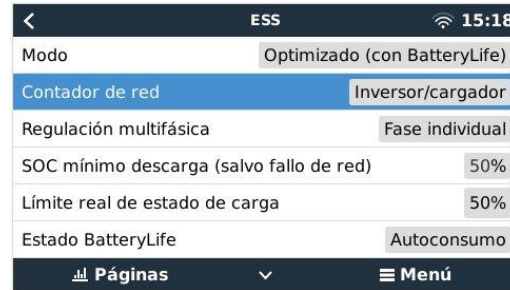 ESS 15:18
Modo Optimizado (con BatteryLife)
Contador de red Inversor/cargador
Regulación multifásica Fase individual
SOC mínimo descarga (salvo fallo de red) 50%
Límite real de estado de carga 50%
Estado BatteryLife Autoconsumo
Páginas Menú